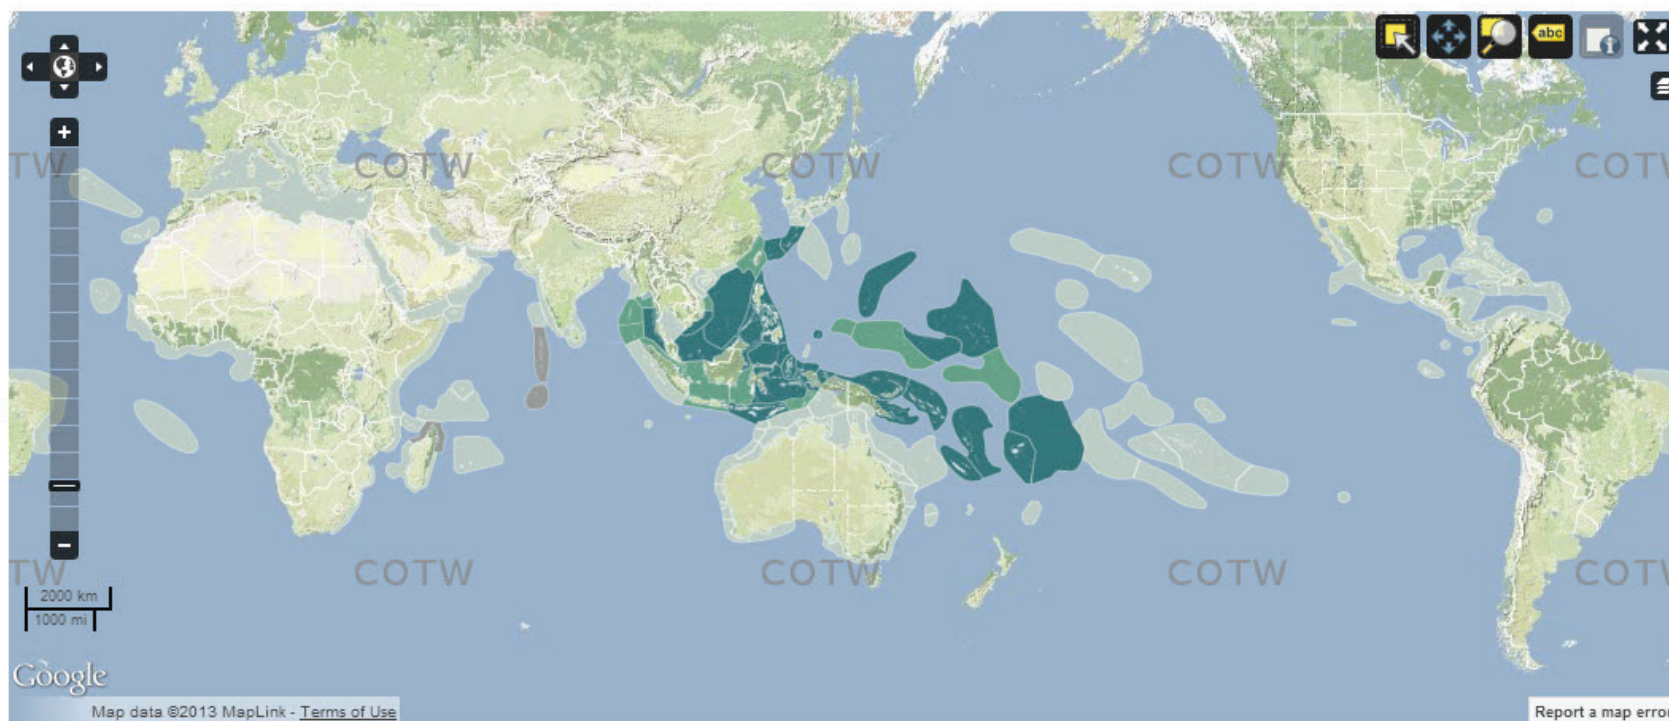 abc
TW COTW COTW COTW COTW
TW COTW COTW COTW COTW
2000 km
1000 mi
Google
Map data ©2013 MapLink - Terms of Use
Report a map error